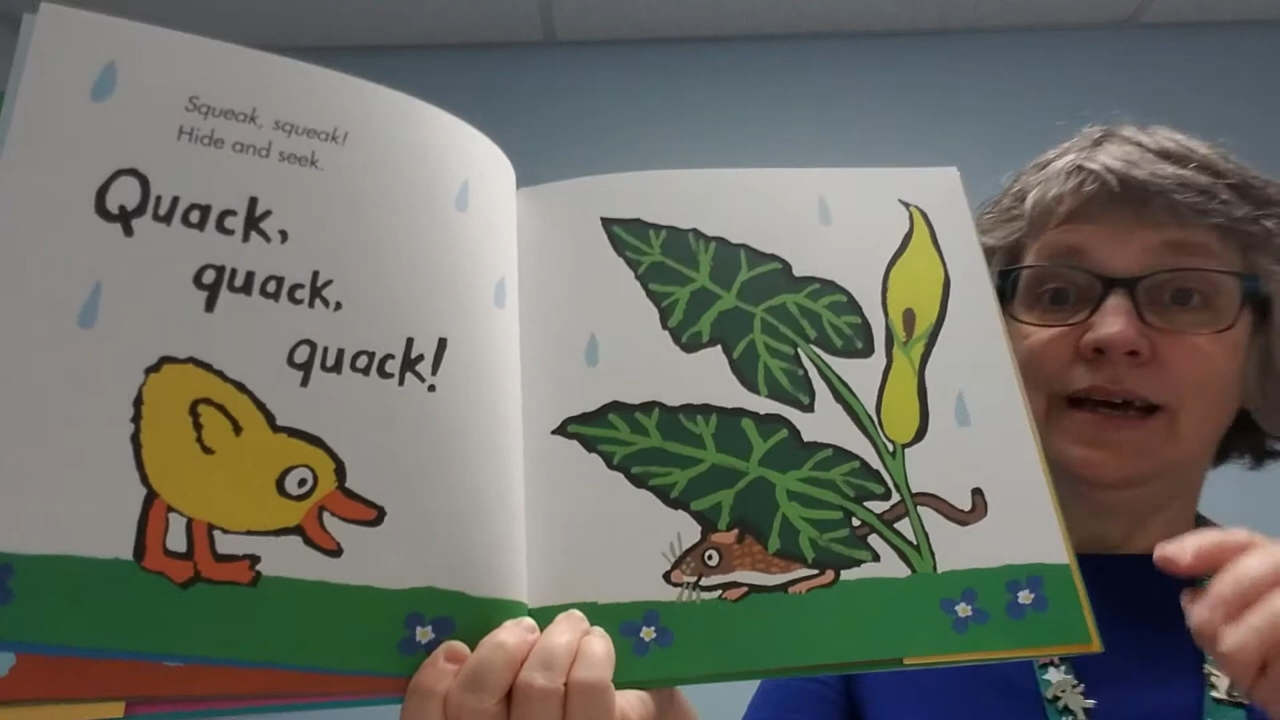 Squeak, squeak!
Hide and seek.
Quack,
quack,
quack!